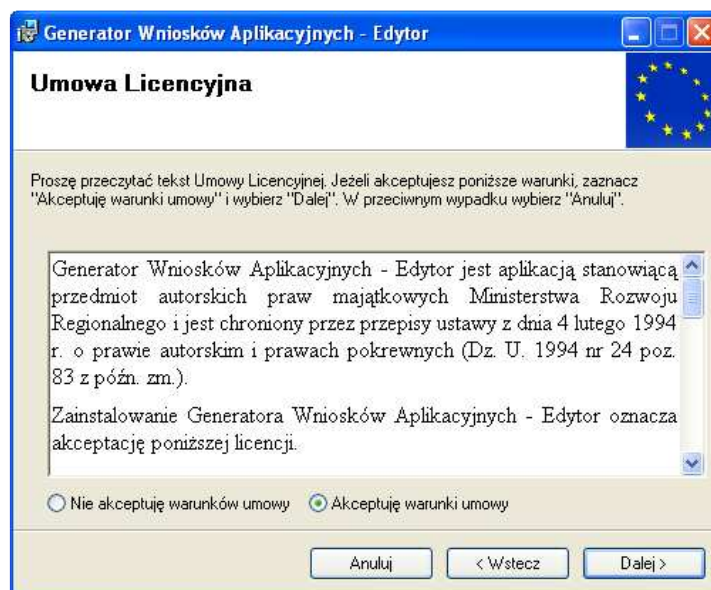 Generator Wniosków Aplikacyjnych - Edytor
Umowa Licencyjna
Proszę przeczytać tekst Umowy Licencyjnej. Jeżeli akceptujesz poniższe warunki, zaznacz
"Akceptuję warunki umowy" i wybierz "Dalej". W przeciwnym wypadku wybierz "Anuluj".
Generator Wniosków Aplikacyjnych - Edytor jest aplikacją stanowiącą
przedmiot autorskich praw majątkowych Ministerstwa Rozwoju
Regionalnego i jest chroniony przez przepisy ustawy z dnia 4 lutego 1994
r. o prawie autorskim i prawach pokrewnych (Dz. U. 1994 nr 24 poz.
83 z późn. zm.).
Zainstalowanie Generatora Wniosków Aplikacyjnych - Edytor oznacza
akceptację poniższej licencji.
Nie akceptuję warunków umowy Akceptuję warunki umowy
Anuluj < Wstecz Dalej >